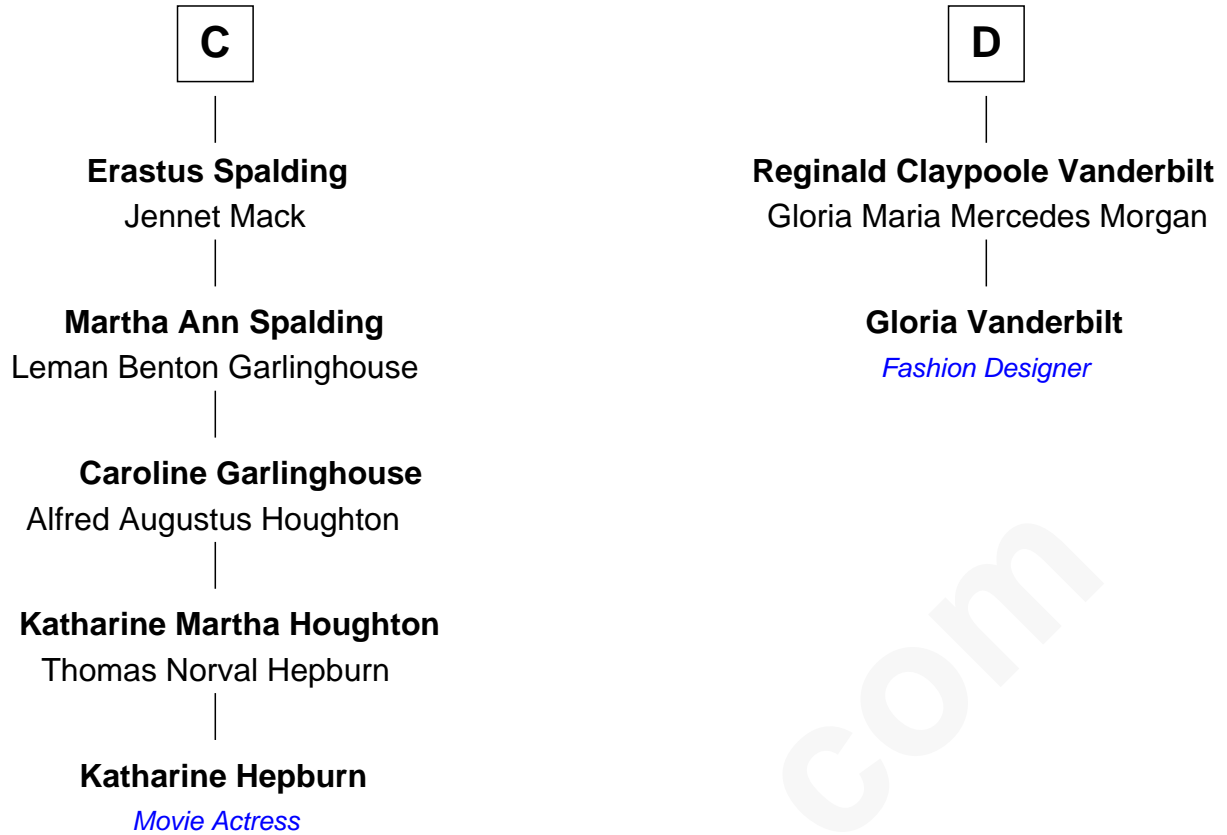 C
Erastus Spalding
Jennet Mack
Martha Ann Spalding
Leman Benton Garlinghouse
Caroline Garlinghouse
Alfred Augustus Houghton
Katharine Martha Houghton
Thomas Norval Hepburn
Katharine Hepburn
Movie Actress
D
Reginald Claypoole Vanderbilt
Gloria Maria Mercedes Morgan
Gloria Vanderbilt
Fashion Designer
com